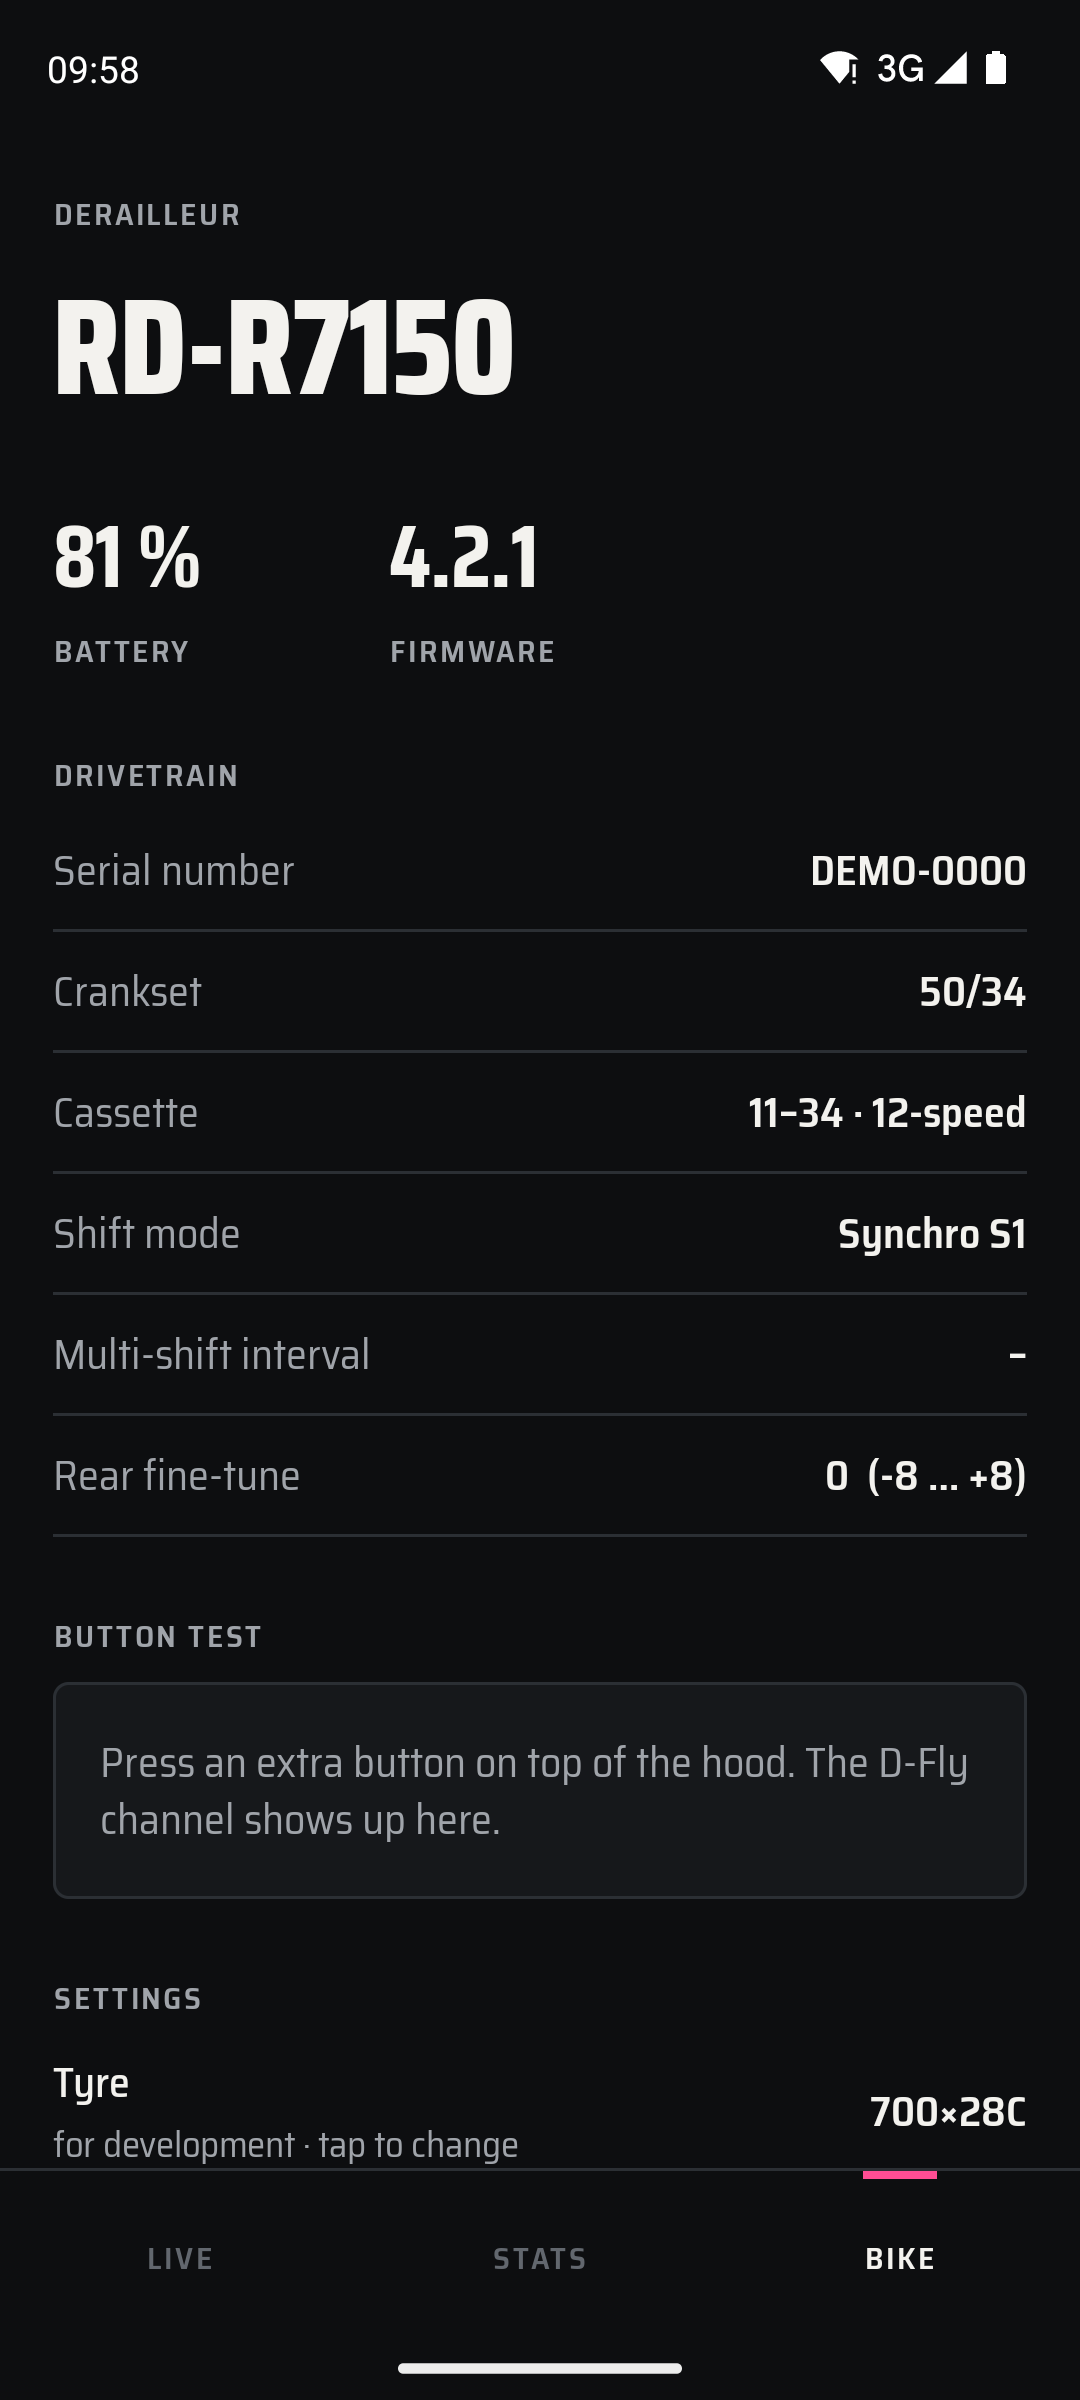 09:58
3G
DERAILLEUR
RD-R7150
81 % 4.2.1
BATTERY FIRMWARE
DRIVETRAIN
Serial number DEMO-0000
Crankset 50/34
Cassette 11–34 · 12-speed
Shift mode Synchro S1
Multi-shift interval –
Rear fine-tune 0 (-8 … +8)
BUTTON TEST
Press an extra button on top of the hood. The D-Fly
channel shows up here.
SETTINGS
Tyre 700×28C
for development · tap to change
LIVE STATS BIKE